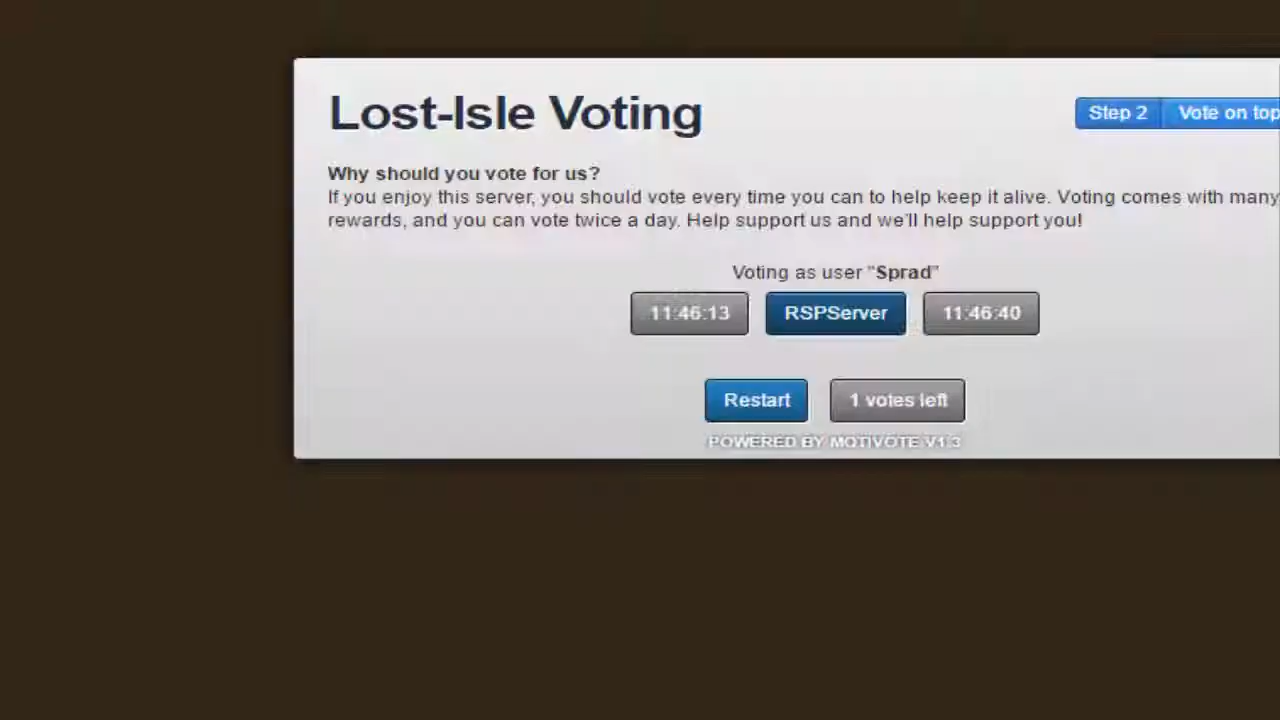 Lost-Isle Voting
Step 2 Vote on top
Why should you vote for us?
If you enjoy this server, you should vote every time you can to help keep it alive. Voting comes with many
rewards, and you can vote twice a day. Help support us and we'll help support you!
Voting as user "Sprad"
11:46:13 RSPServer 11:46:40
Restart 1 votes left
POWERED BY MOTIVOTE V1.3